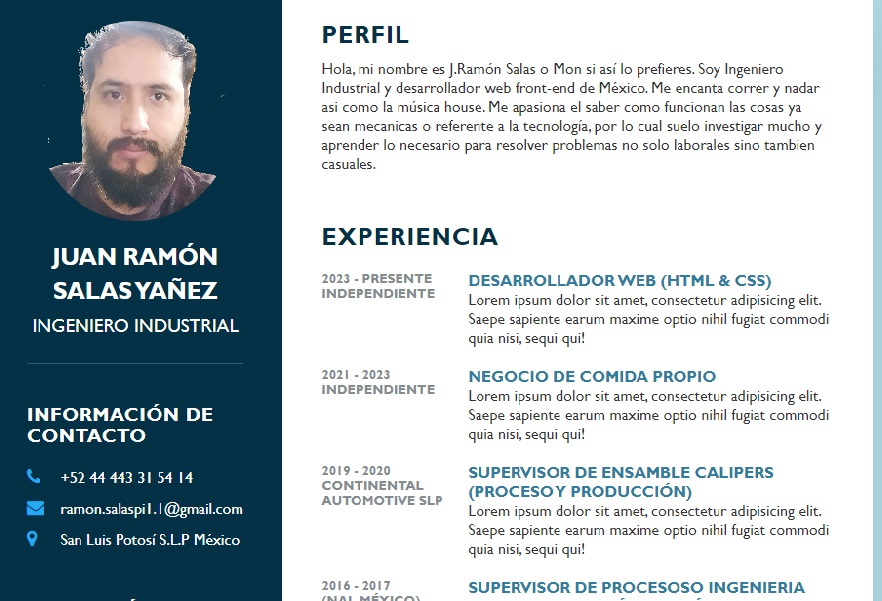 JUAN RAMÓN
SALAS YAÑEZ
INGENIERO INDUSTRIAL
INFORMACIÓN DE
CONTACTO
+52 44 443 31 54 14
ramon.salaspi1.1@gmail.com
San Luis Potosí S.L.P México
PERFIL
Hola, mi nombre es J.Ramón Salas o Mon si así lo prefieres. Soy Ingeniero
Industrial y desarrollador web front-end de México. Me encanta correr y nadar
asi como la música house. Me apasiona el saber como funcionan las cosas ya
sean mecanicas o referente a la tecnología, por lo cual suelo investigar mucho y
aprender lo necesario para resolver problemas no solo laborales sino tambien
casuales.
EXPERIENCIA
2023 - PRESENTE
INDEPENDIENTE
DESARROLLADOR WEB (HTML & CSS)
Lorem ipsum dolor sit amet, consectetur adipisicing elit.
Saepe sapiente earum maxime optio nihil fugiat commodi
quia nisi, sequi qui!
2021 - 2023
INDEPENDIENTE
NEGOCIO DE COMIDA PROPIO
Lorem ipsum dolor sit amet, consectetur adipisicing elit.
Saepe sapiente earum maxime optio nihil fugiat commodi
quia nisi, sequi qui!
2019 - 2020
CONTINENTAL
AUTOMOTIVE SLP
SUPERVISOR DE ENSAMBLE CALIPERS
(PROCESO Y PRODUCCIÓN)
Lorem ipsum dolor sit amet, consectetur adipisicing elit.
Saepe sapiente earum maxime optio nihil fugiat commodi
quia nisi, sequi qui!
2016 - 2017
(NAL MÉXICO)
SUPERVISOR DE PROCESOSO INGENIERIA